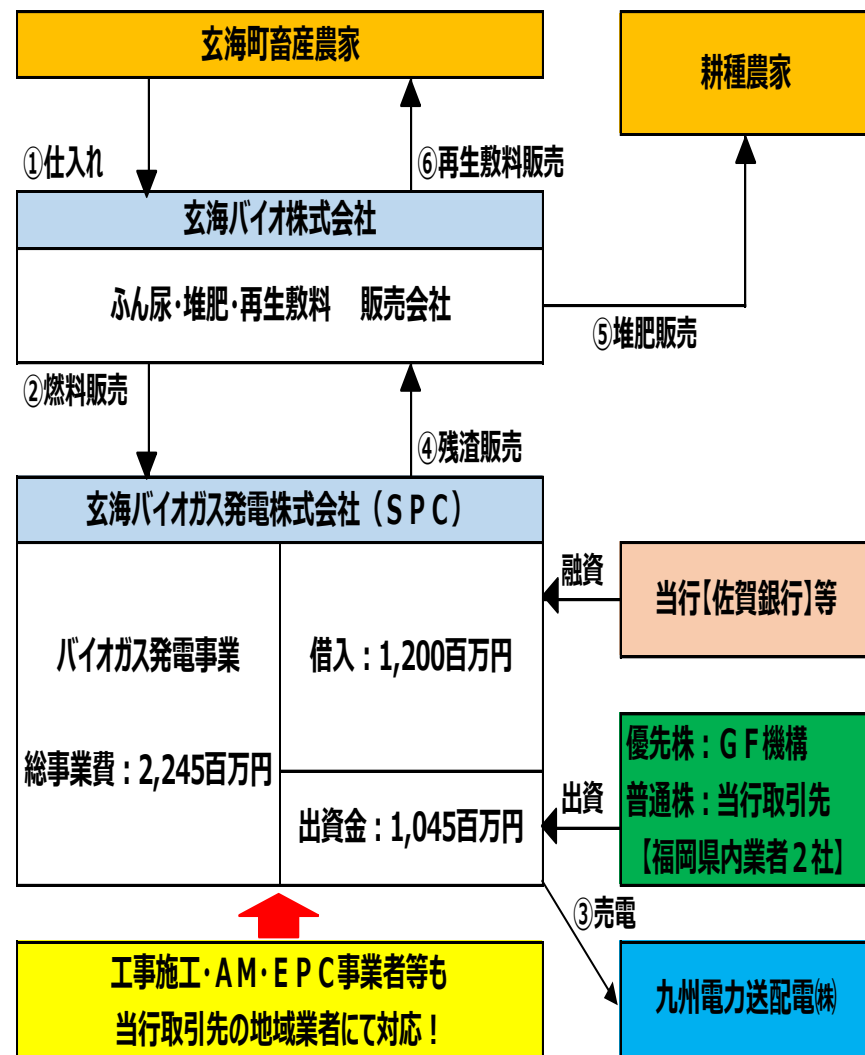 玄海町畜産農家
耕種農家
①仕入れ
⑥再生敷料販売
玄海バイオ株式会社
ふん尿・堆肥・再生敷料　販売会社
⑤堆肥販売
②燃料販売
④残渣販売
玄海バイオガス発電株式会社（ＳＰＣ）
バイオガス発電事業
総事業費：2,245百万円
借入：1,200百万円
出資金：1,045百万円
融資
当行【佐賀銀行】等
出資
優先株：ＧＦ機構
普通株：当行取引先
【福岡県内業者２社】
③売電
九州電力送配電㈱
工事施工・ＡＭ・ＥＰＣ事業者等も
当行取引先の地域業者にて対応！